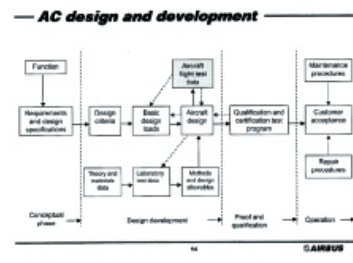 AC design and development
Function
Requirements
and design
specifications
Design
criteria
Basic
design
loads
Aircraft
flight test
data
Aircraft
design
Qualification and
certification test
program
Maintenance
procedures
Customer
acceptance
Repair
procedures
Theory and
materials
data
Laboratory
test data
Methods
and design
allowables
Conceptual
phase
Design development
Proof and
qualification
Operation
AIRBUS